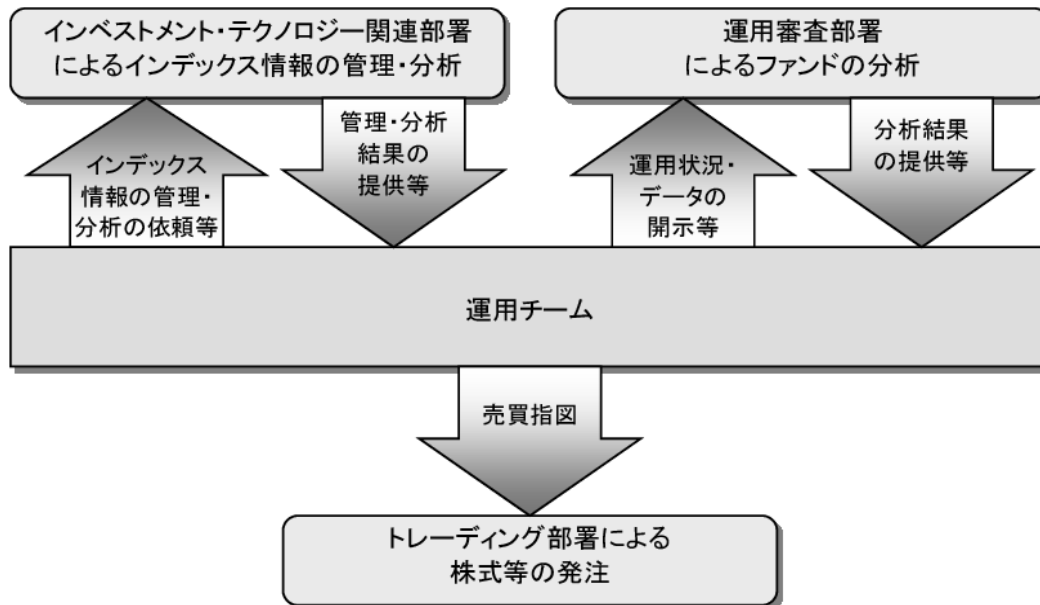 インベストメント・テクノロジー関連部署
によるインデックス情報の管理・分析
運用審査部署
によるファンドの分析
インデックス
情報の管理・
分析の依頼等
管理・分析
結果の
提供等
運用状況・
データの
開示等
分析結果
の提供等
運用チーム
売買指図
トレーディング部署による
株式等の発注